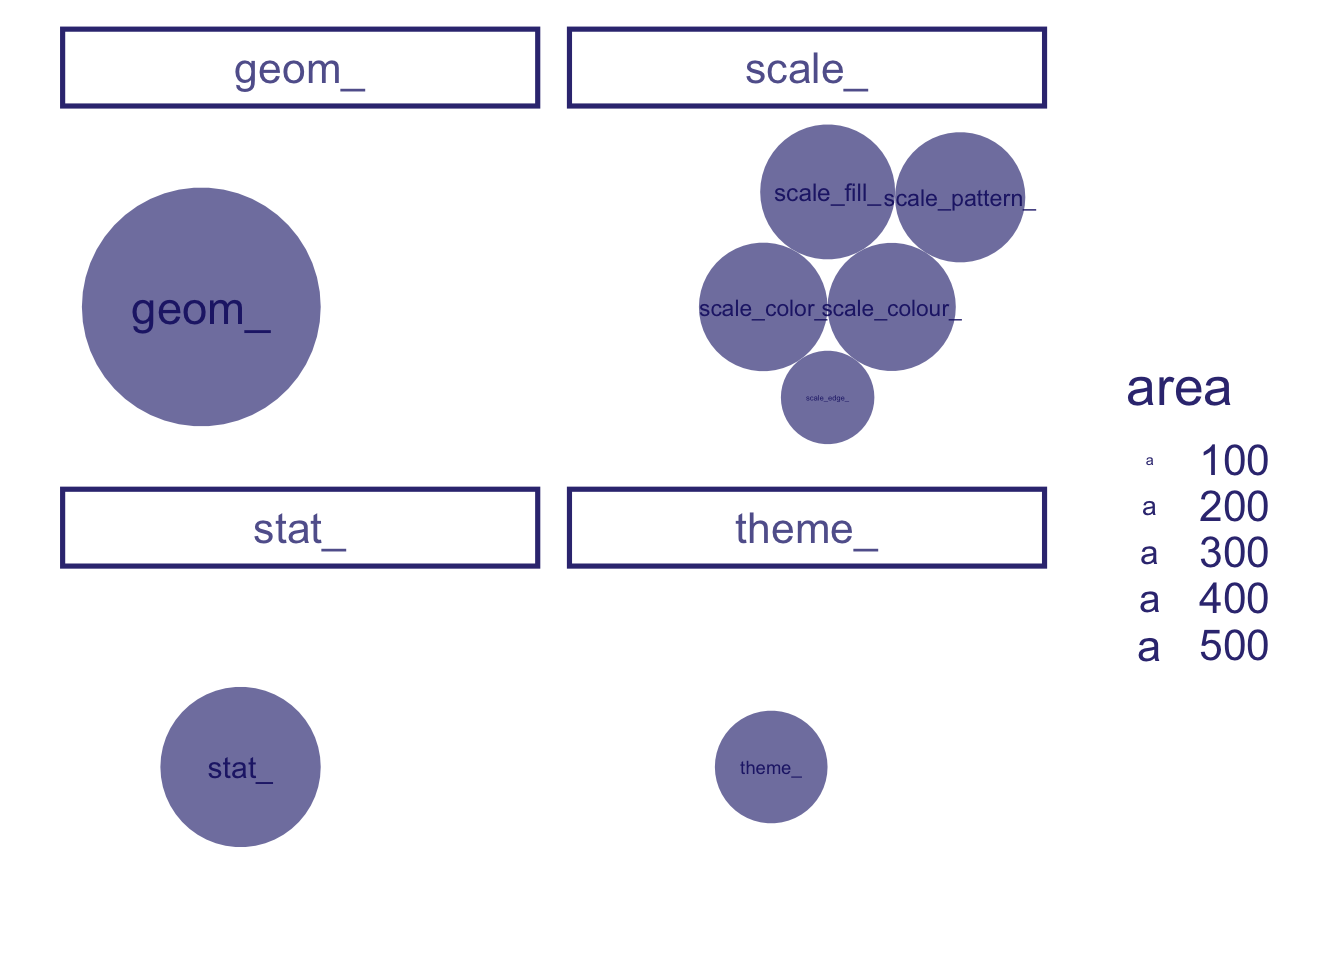 geom_
scale_
geom_
scale_fill_
scale_pattern_
scale_color_
scale_colour_
scale_edge_
stat_
theme_
stat_
theme_
area
a 100
a 200
a 300
a 400
a 500